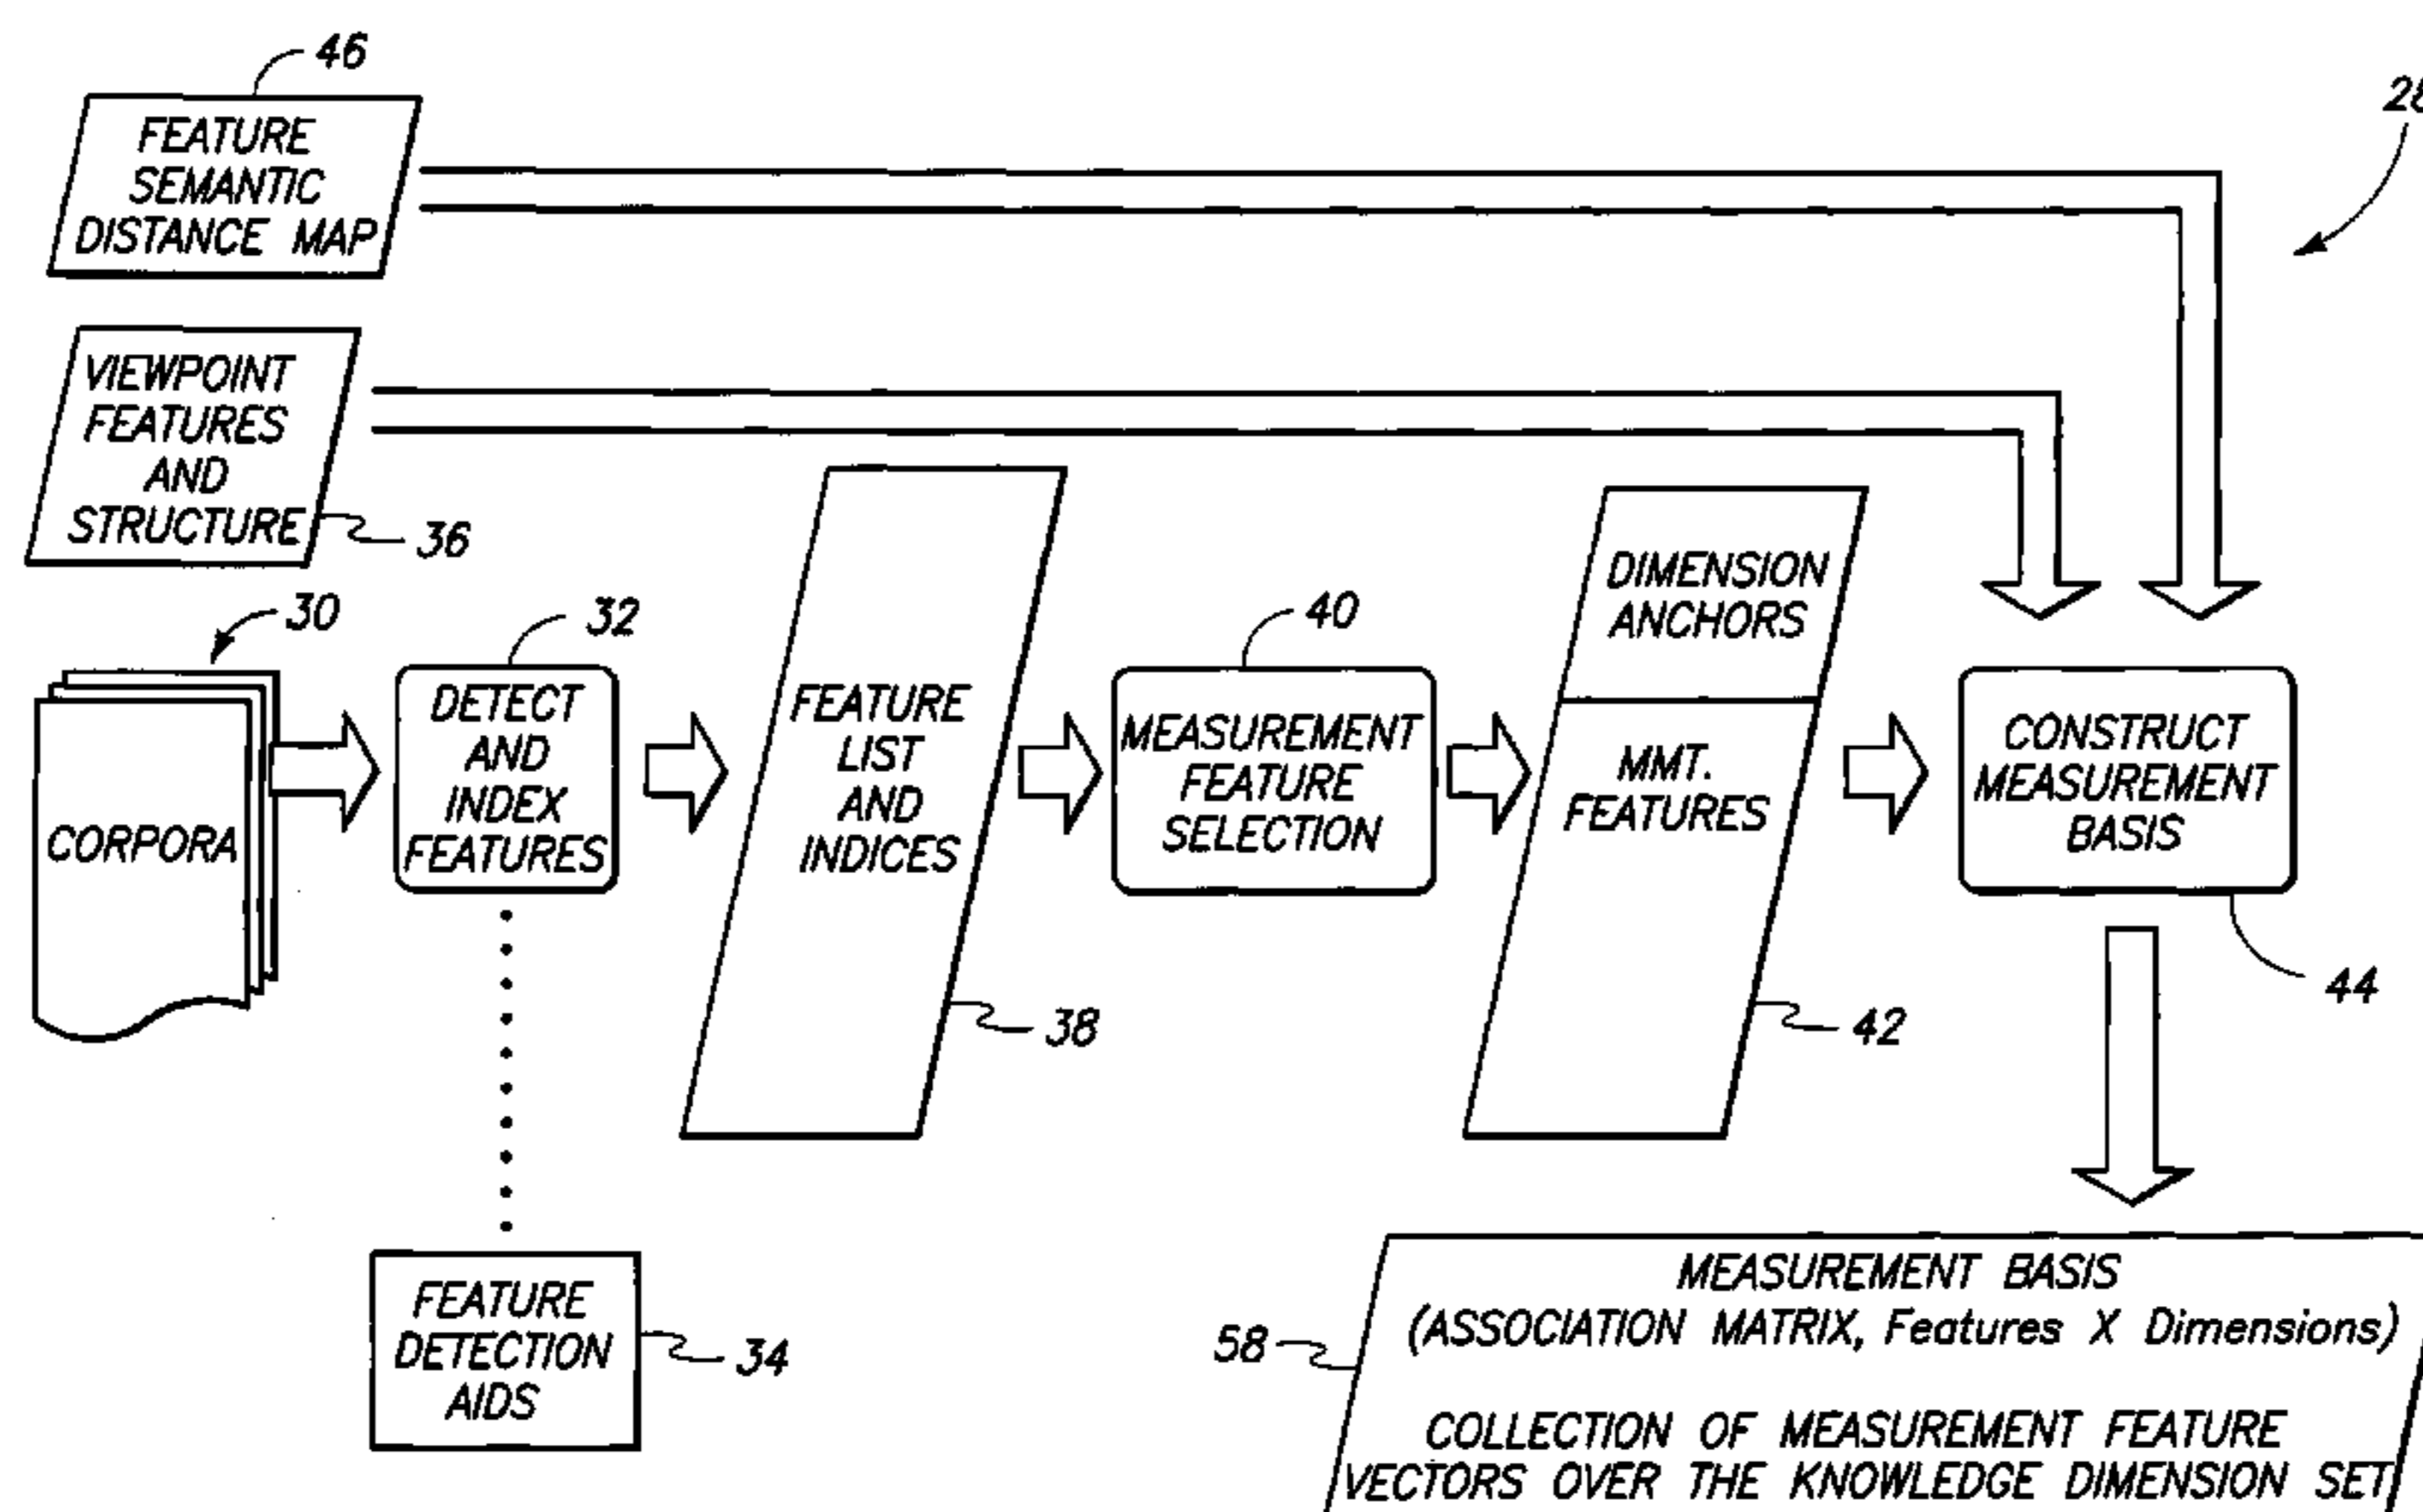 46
FEATURE
SEMANTIC
DISTANCE MAP
28
VIEWPOINT
FEATURES
AND
STRUCTURE
36
30
CORPORA
32
DETECT
AND
INDEX
FEATURES
FEATURE
LIST
AND
INDICES
38
40
MEASUREMENT
FEATURE
SELECTION
DIMENSION
ANCHORS
MMT.
FEATURES
42
CONSTRUCT
MEASUREMENT
BASIS
44
FEATURE
DETECTION
AIDS
34
58
MEASUREMENT BASIS
(ASSOCIATION MATRIX, Features X Dimensions)
COLLECTION OF MEASUREMENT FEATURE
VECTORS OVER THE KNOWLEDGE DIMENSION SET